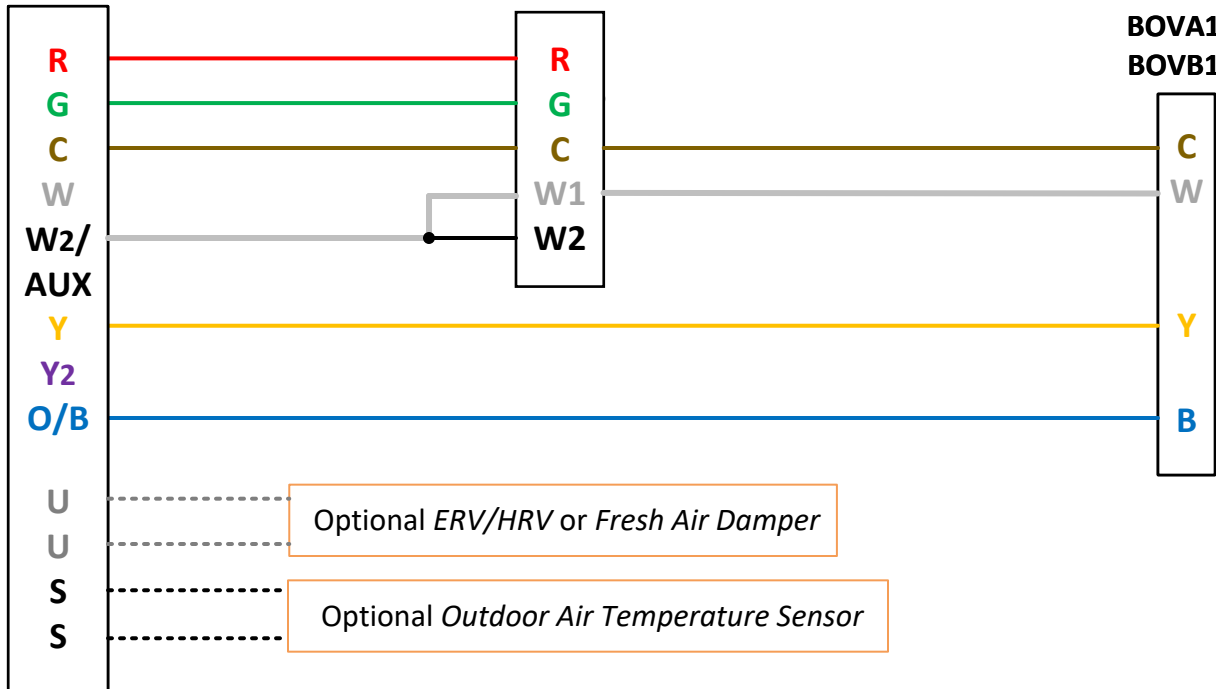 BOVA1
BOVB1
R
G
C
W
W2/
AUX
Y
Y2
O/B
U
U
S
S
R
G
C
W1
W2
C
W
Y
B
Optional ERV/HRV or Fresh Air Damper
Optional Outdoor Air Temperature Sensor